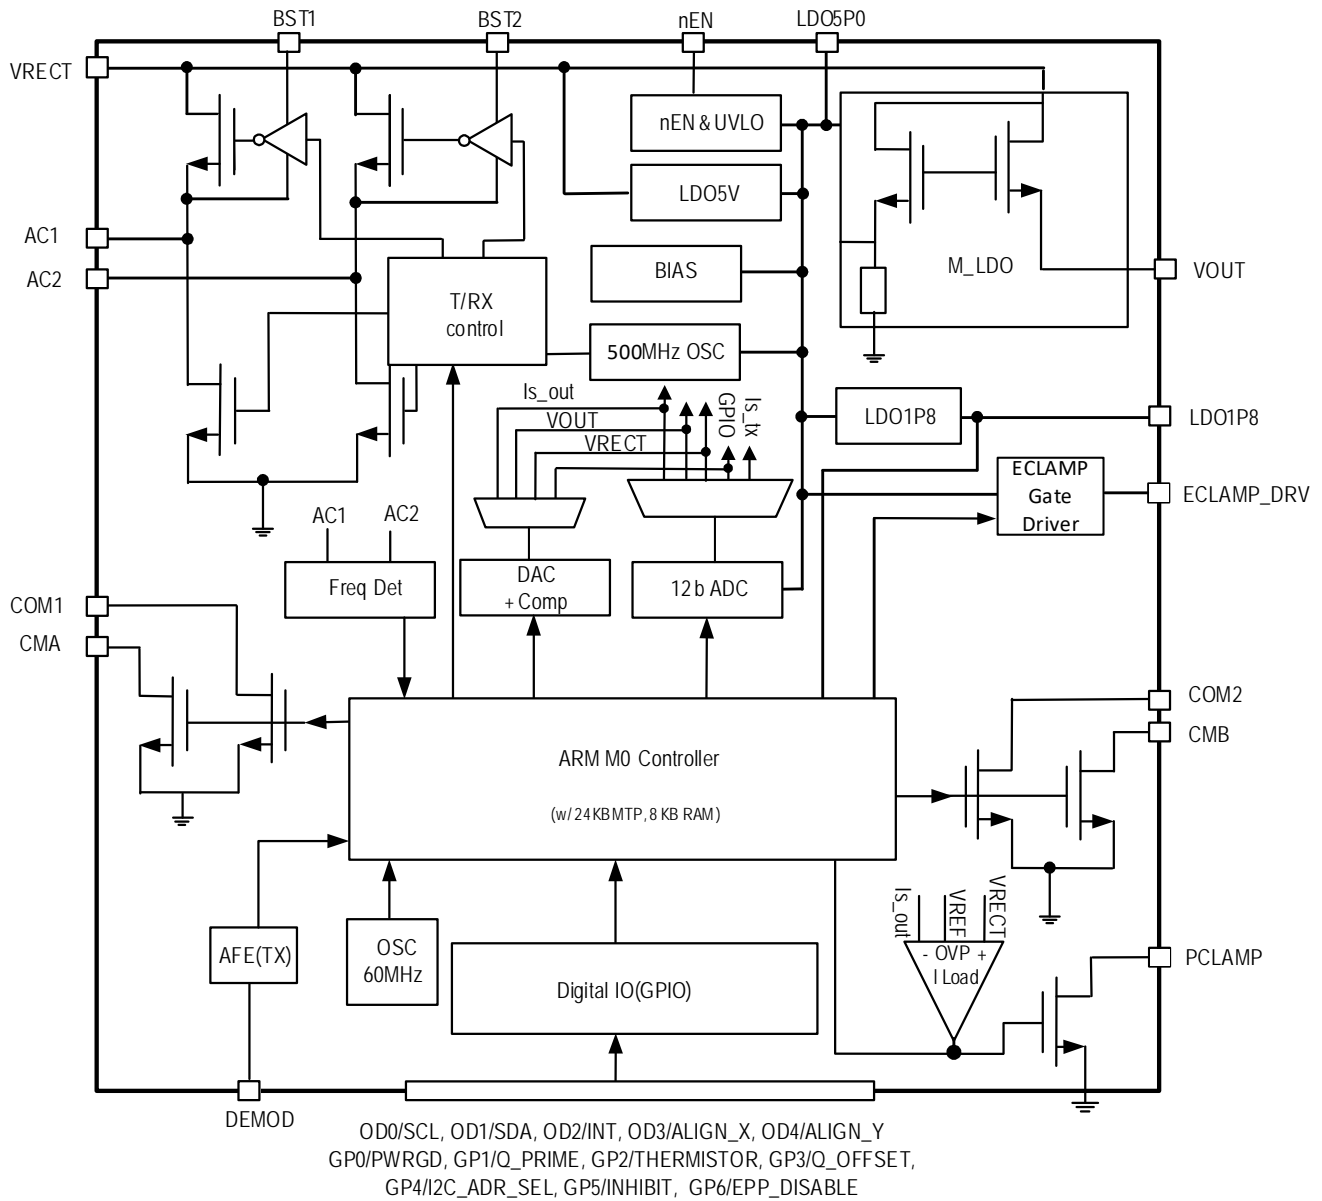 BST1
BST2
nEN
LDO5P0
VRECT
nEN & UVLO
LDO5V
AC1
AC2
BIAS
M_LDO
VOUT
T/RX
control
500MHz OSC
Is_out
VOUT
VRECT
GPIO
Is_tx
LDO1P8
LDO1P8
ECLAMP
Gate
Driver
ECLAMP_DRV
AC1
AC2
Freq Det
DAC
+ Comp
12b ADC
COM1
CMA
COM2
CMB
ARM M0 Controller
(w/ 24KB MTP, 8 KB RAM)
Is_out
VREF
VRECT
- OVP +
I Load
AFE(TX)
OSC
60MHz
Digital IO(GPIO)
PCLAMP
DEMOD
OD0/SCL, OD1/SDA, OD2/INT, OD3/ALIGN_X, OD4/ALIGN_Y
GP0/PWRGD, GP1/Q_PRIME, GP2/THERMISTOR, GP3/Q_OFFSET,
GP4/I2C_ADR_SEL, GP5/INHIBIT, GP6/EPP_DISABLE